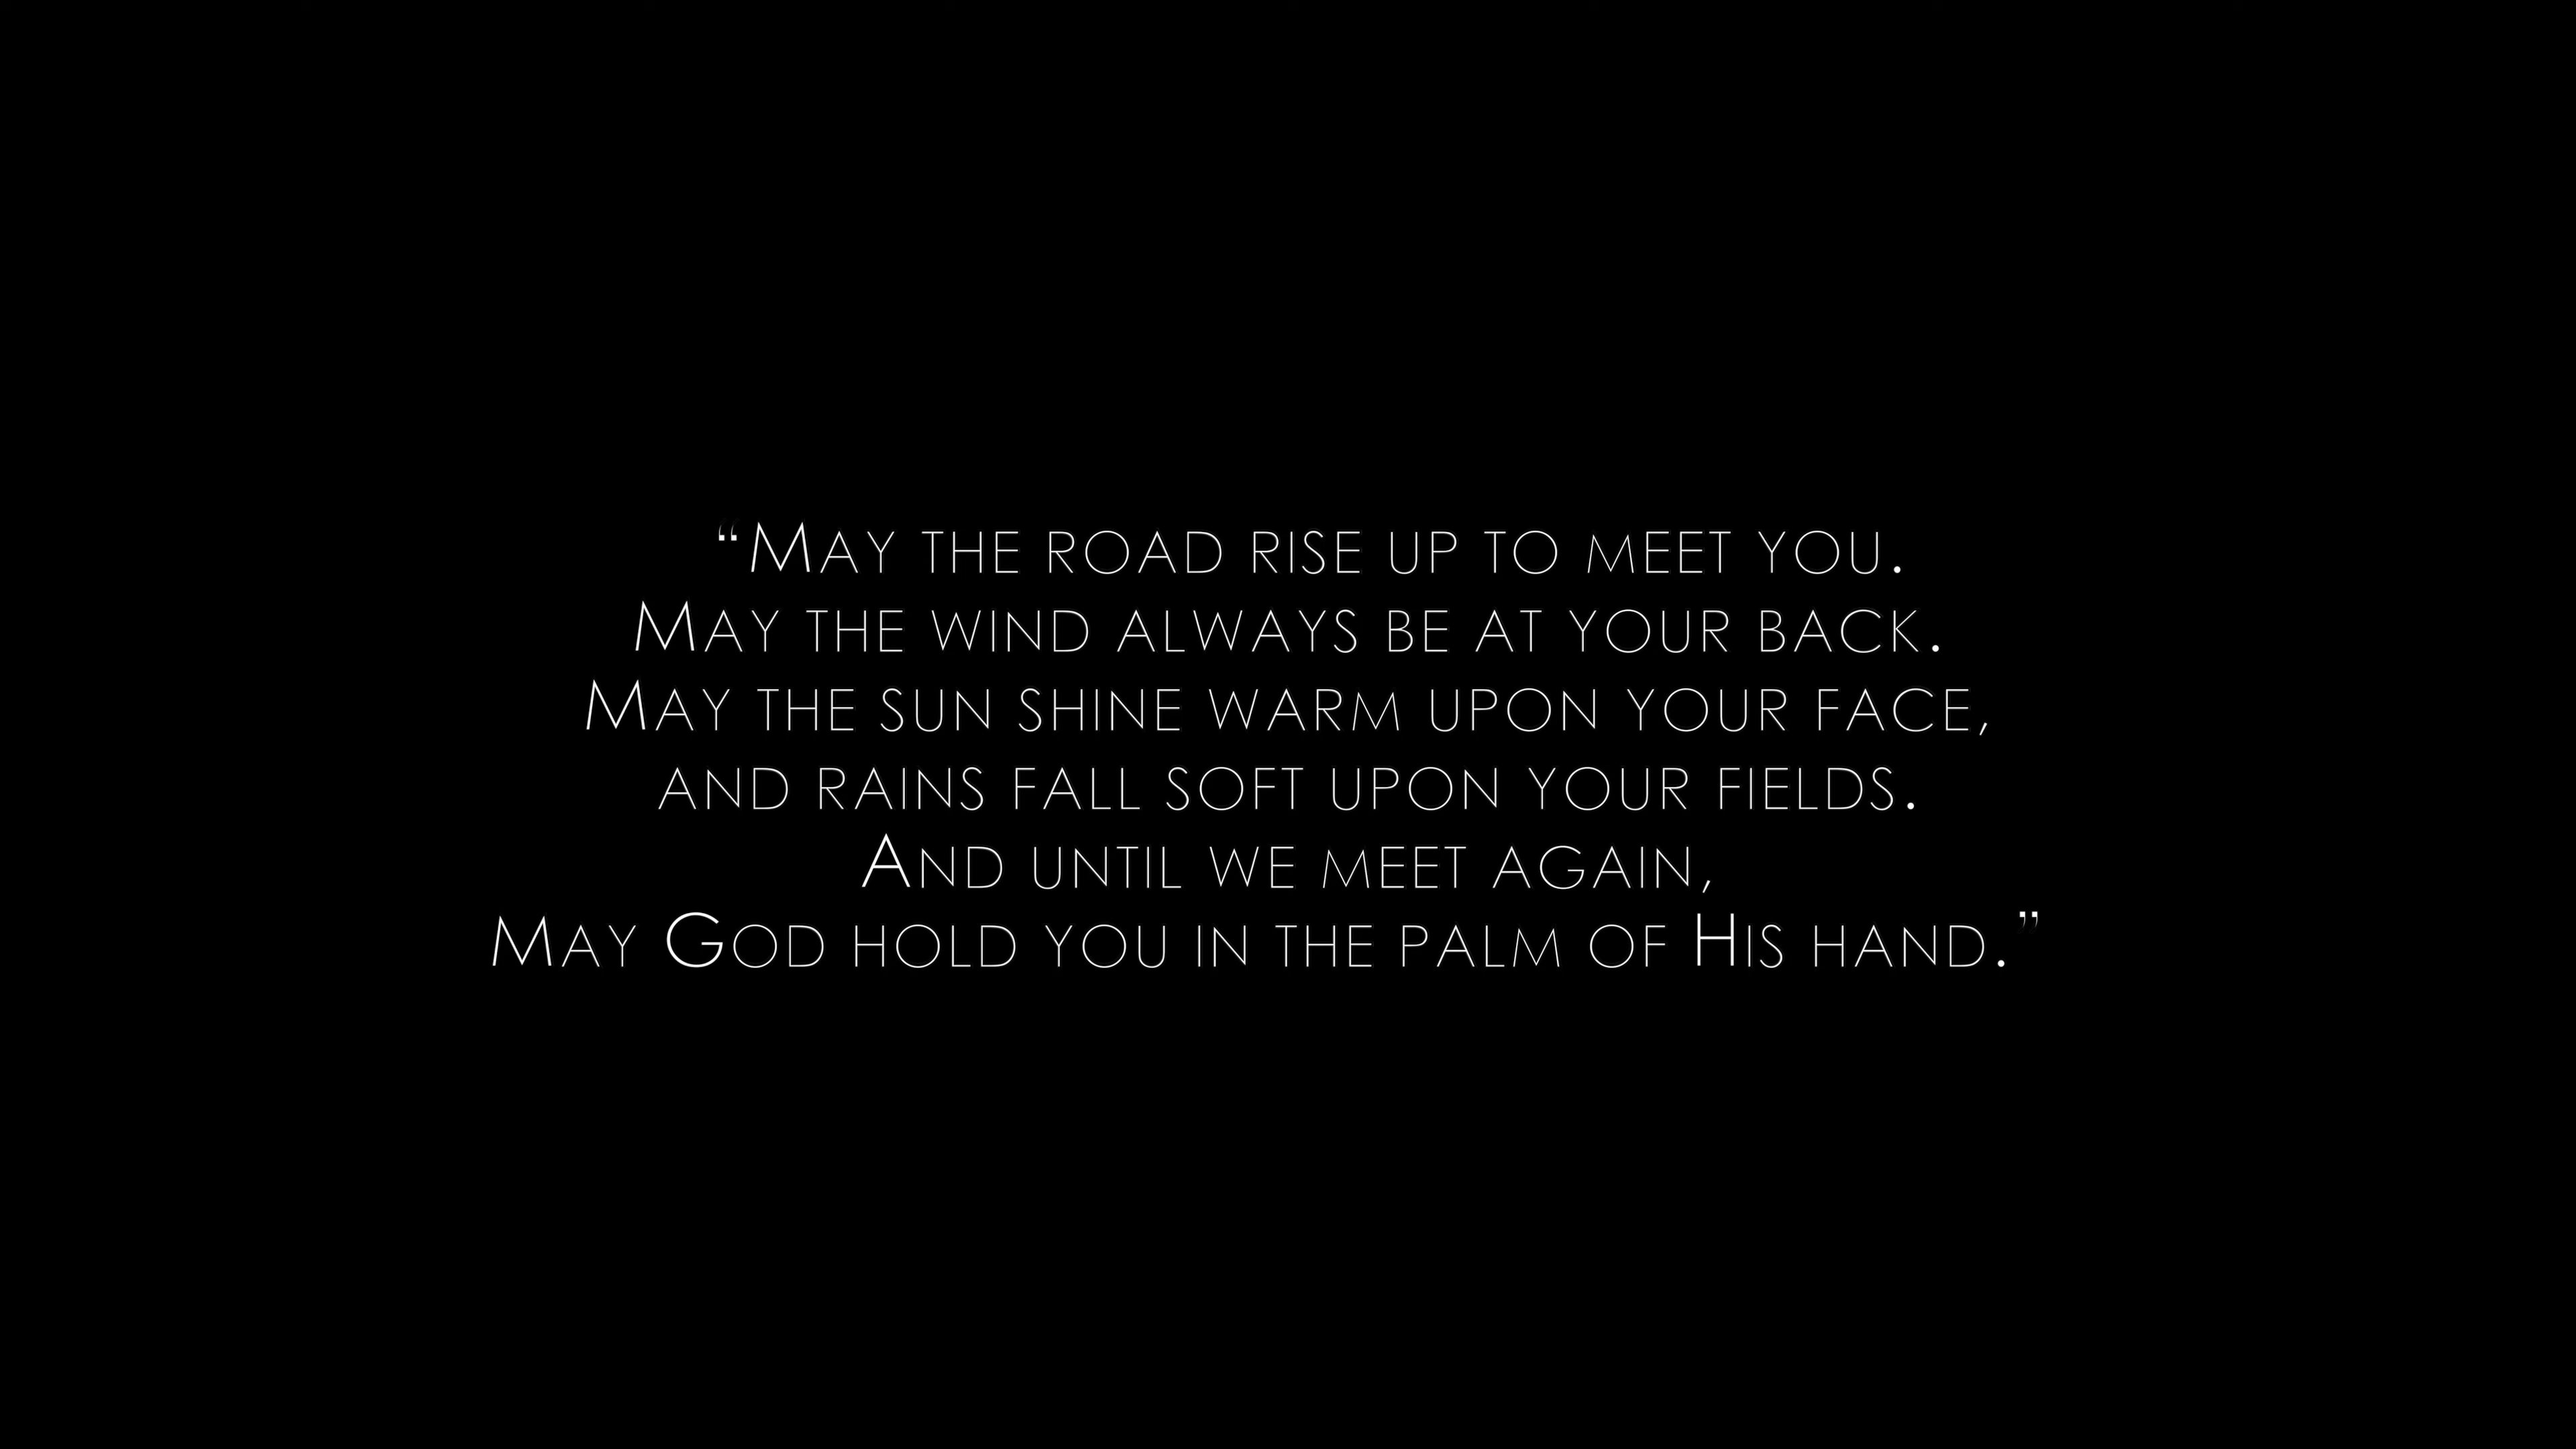 “May the road rise up to meet you.
May the wind always be at your back.
May the sun shine warm upon your face,
and rains fall soft upon your fields.
And until we meet again,
May God hold you in the palm of His hand.”